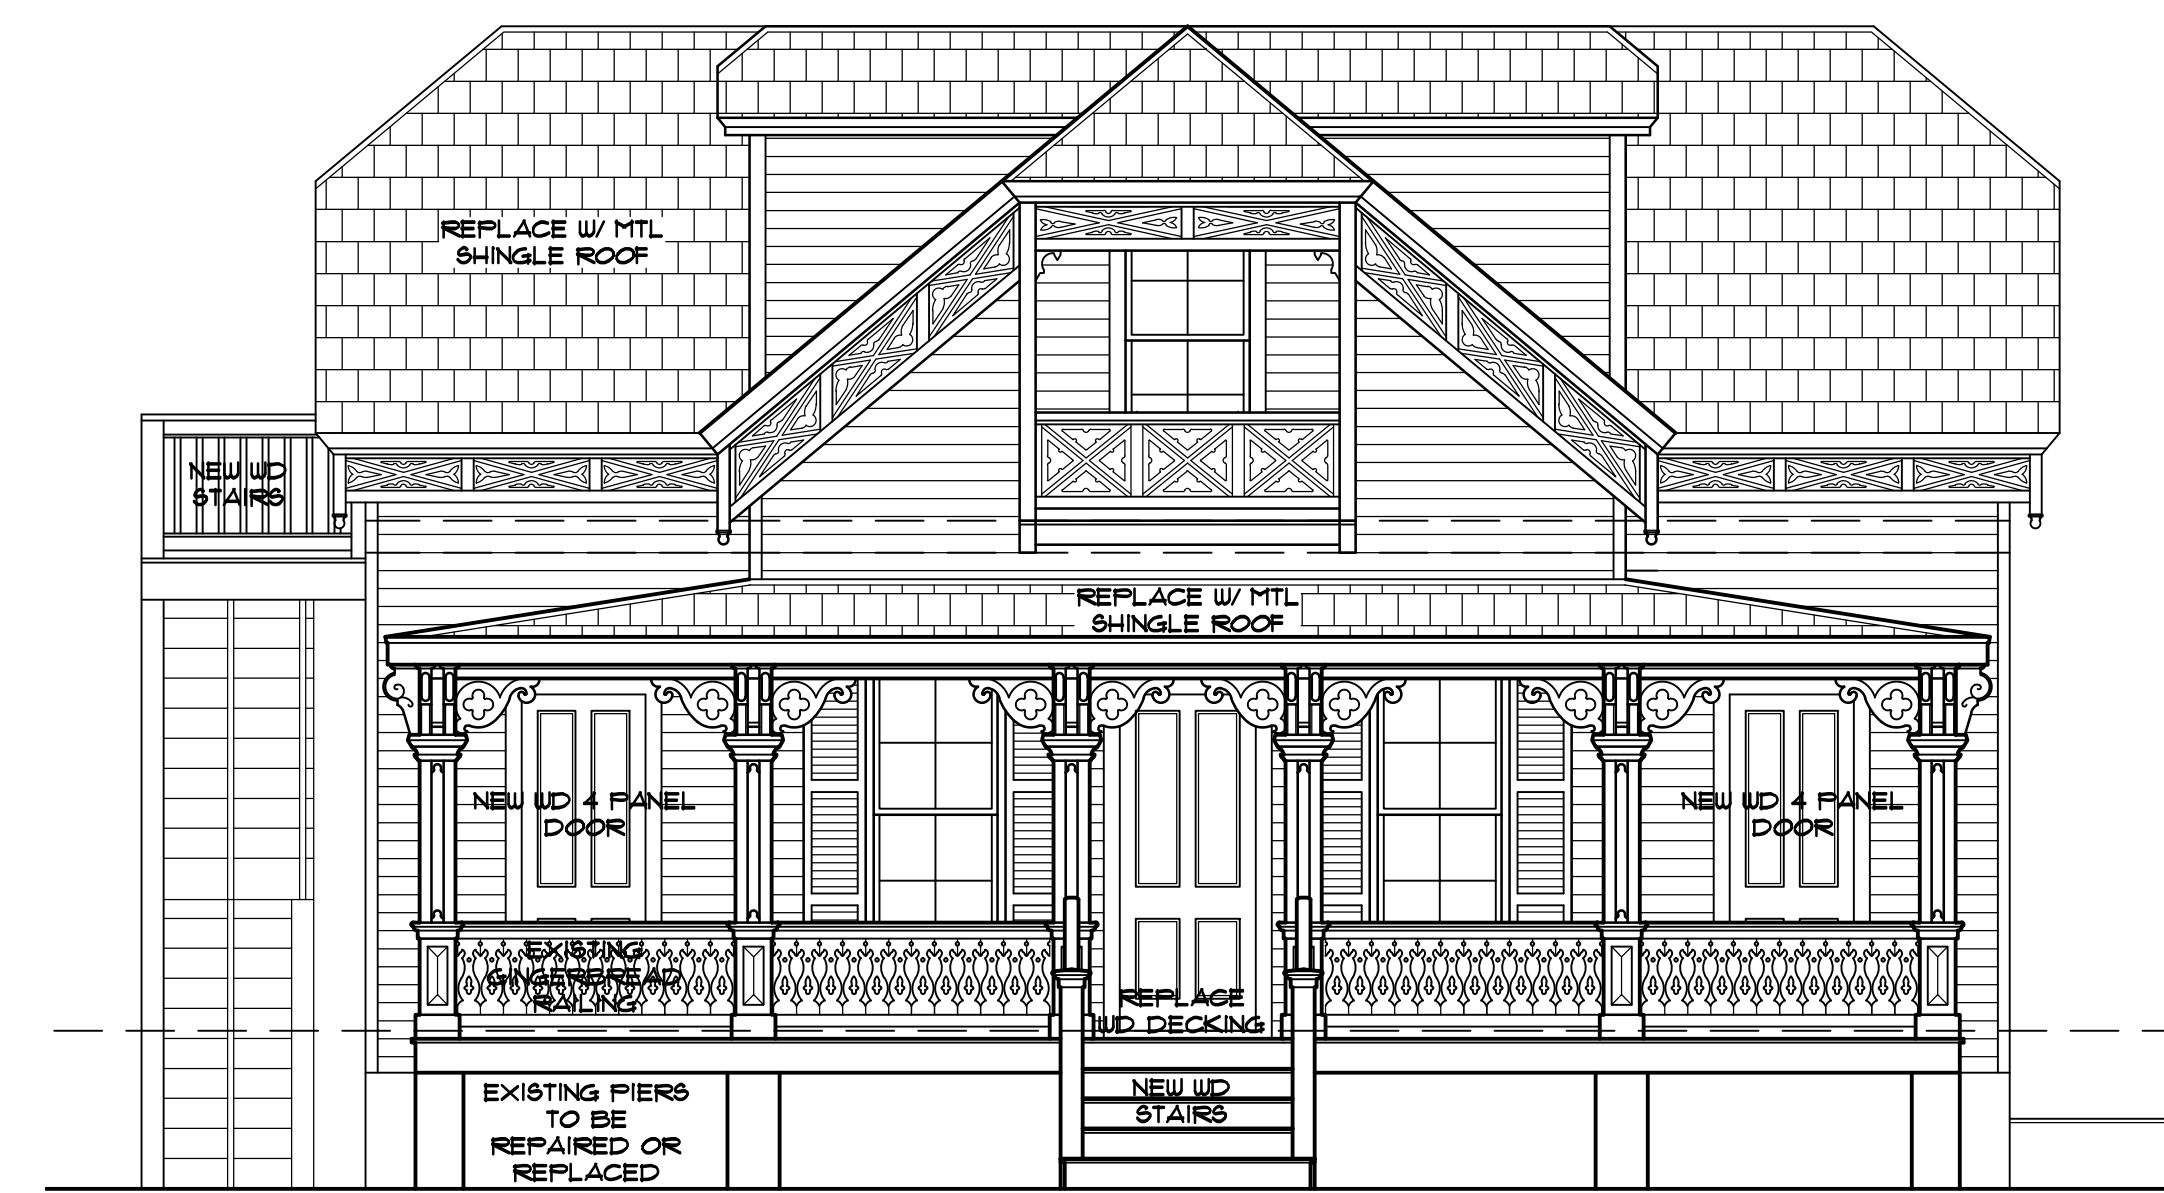 REPLACE W/ MTL
SHINGLE ROOF
NEW WD
STAIRS
REPLACE W/ MTL
SHINGLE ROOF
NEW WD 4 PANEL
DOOR
NEW WD 4 PANEL
DOOR
EXISTING
GINGERBREAD
RAILING
REPLACE
WD DECKING
NEW WD
STAIRS
EXISTING PIERS
TO BE
REPAIRED OR
REPLACED